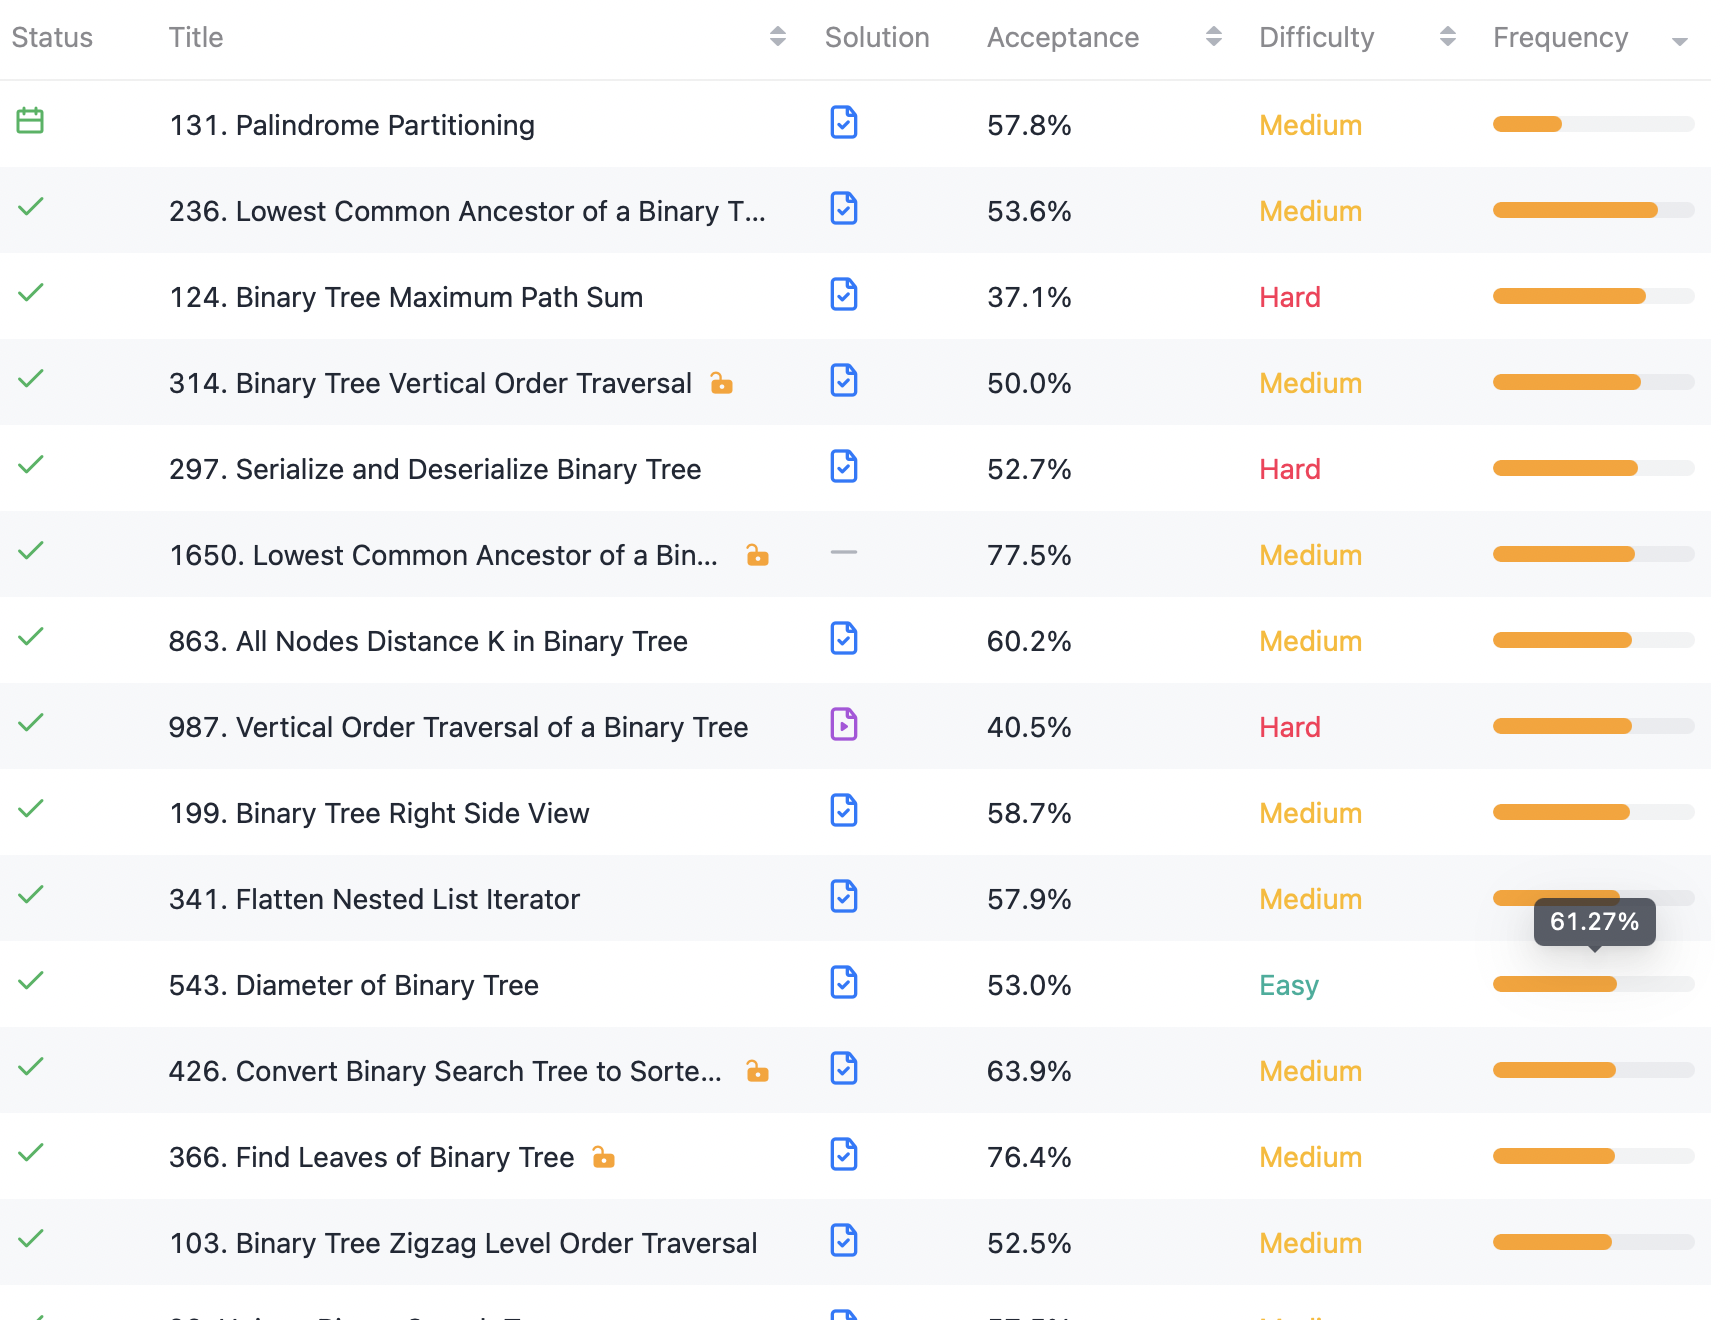 Status Title Solution Acceptance Difficulty Frequency
131. Palindrome Partitioning 57.8% Medium
236. Lowest Common Ancestor of a Binary T... 53.6% Medium
124. Binary Tree Maximum Path Sum 37.1% Hard
314. Binary Tree Vertical Order Traversal 50.0% Medium
297. Serialize and Deserialize Binary Tree 52.7% Hard
1650. Lowest Common Ancestor of a Bin... 77.5% Medium
863. All Nodes Distance K in Binary Tree 60.2% Medium
987. Vertical Order Traversal of a Binary Tree 40.5% Hard
199. Binary Tree Right Side View 58.7% Medium
341. Flatten Nested List Iterator 57.9% Medium
61.27%
543. Diameter of Binary Tree 53.0% Easy
426. Convert Binary Search Tree to Sorte... 63.9% Medium
366. Find Leaves of Binary Tree 76.4% Medium
103. Binary Tree Zigzag Level Order Traversal 52.5% Medium